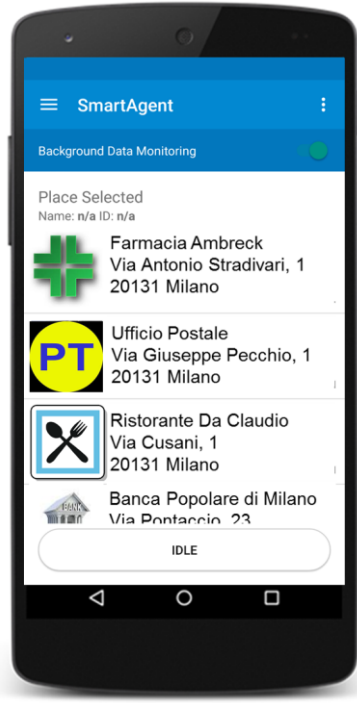 SmartAgent
Background Data Monitoring
Place Selected
Name: n/a ID: n/a
Farmacia Ambreck
Via Antonio Stradivari, 1
20131 Milano
PT
Ufficio Postale
Via Giuseppe Pecchio, 1
20131 Milano
Ristorante Da Claudio
Via Cusani, 1
20131 Milano
BANK
Banca Popolare di Milano
Via Pontaccio, 23
IDLE